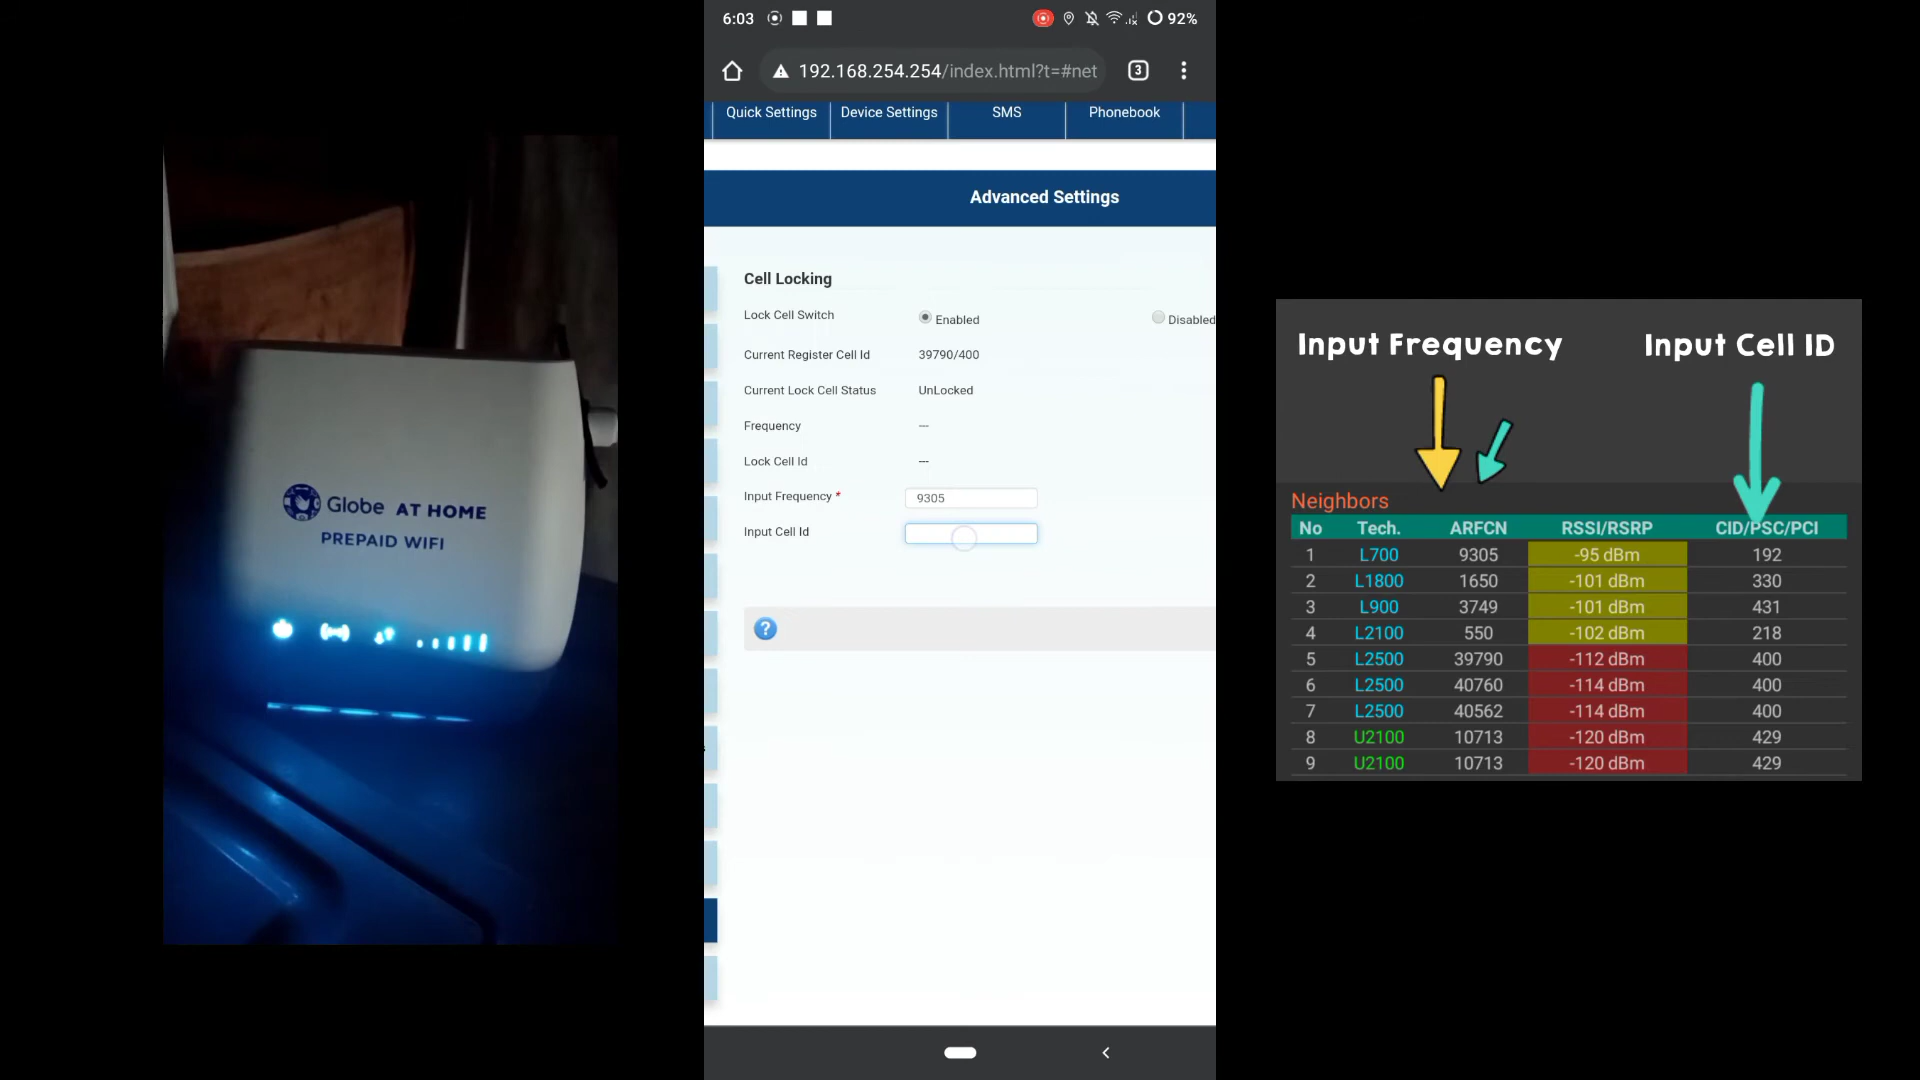 Globe AT HOME
PREPAID WIFI
6:03
92%
192.168.254.254/index.html?t=#net
3
Quick Settings
Device Settings
SMS
Phonebook
Advanced Settings
Cell Locking
Lock Cell Switch Enabled Disabled
Current Register Cell Id 39790/400
Current Lock Cell Status UnLocked
Frequency ---
Lock Cell Id ---
Input Frequency * 9305
Input Cell Id
?
Input Frequency Input Cell ID
Neighbors
No Tech. ARFCN RSSI/RSRP CID/PSC/PCI
1 L700 9305 -95 dBm 192
2 L1800 1650 -101 dBm 330
3 L900 3749 -101 dBm 431
4 L2100 550 -102 dBm 218
5 L2500 39790 -112 dBm 400
6 L2500 40760 -114 dBm 400
7 L2500 40562 -114 dBm 400
8 U2100 10713 -120 dBm 429
9 U2100 10713 -120 dBm 429